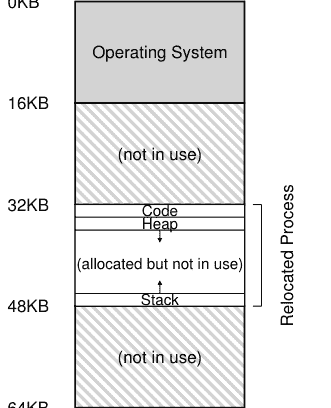 0KB
Operating System
16KB
(not in use)
32KB
Code
Heap
(allocated but not in use)
Stack
48KB
(not in use)
64KB
Relocated Process